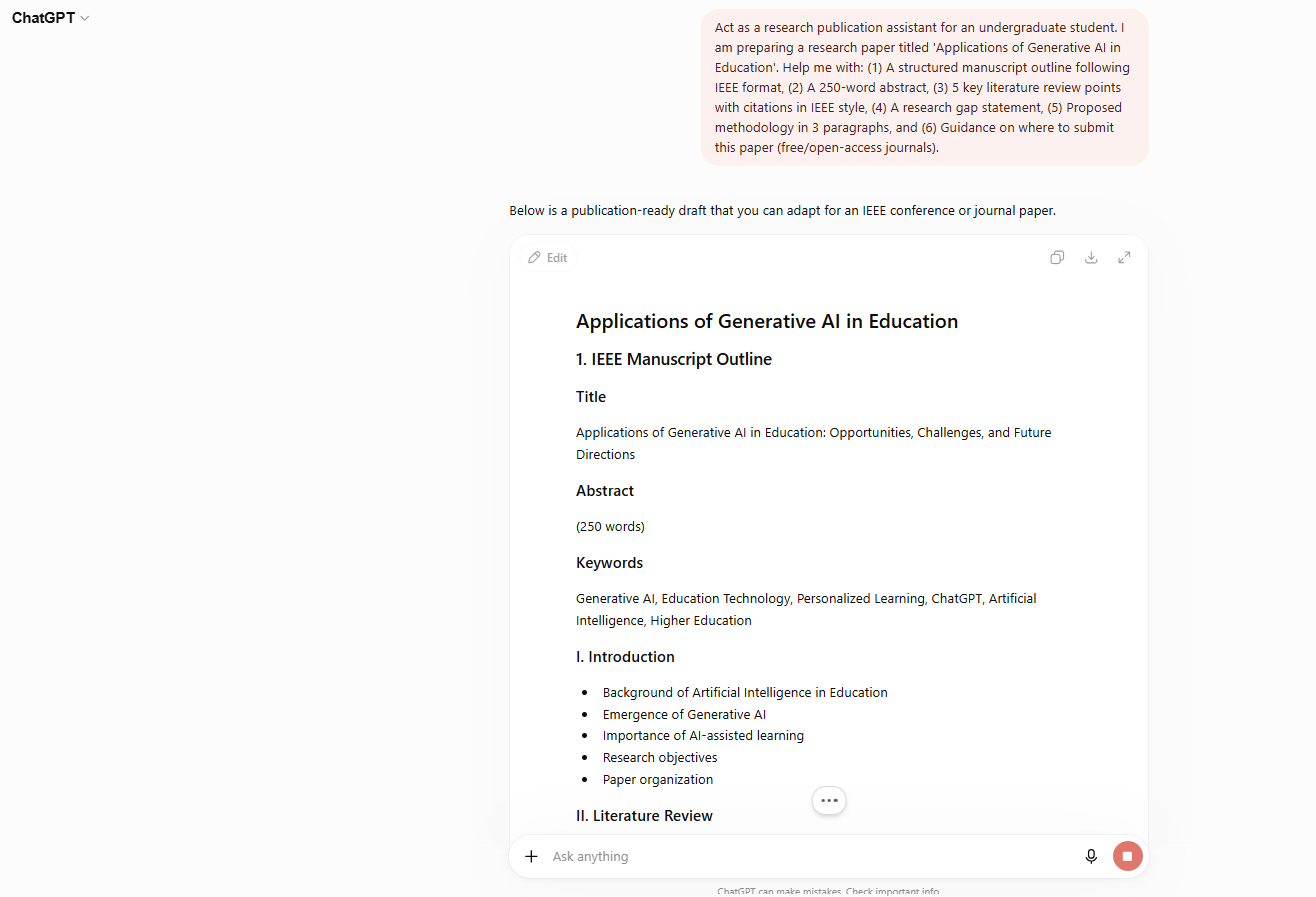 ChatGPT
Act as a research publication assistant for an undergraduate student. I
am preparing a research paper titled 'Applications of Generative AI in
Education'. Help me with: (1) A structured manuscript outline following
IEEE format, (2) A 250-word abstract, (3) 5 key literature review points
with citations in IEEE style, (4) A research gap statement, (5) Proposed
methodology in 3 paragraphs, and (6) Guidance on where to submit
this paper (free/open-access journals).
Below is a publication-ready draft that you can adapt for an IEEE conference or journal paper.
Edit
Applications of Generative AI in Education
1. IEEE Manuscript Outline
Title
Applications of Generative AI in Education: Opportunities, Challenges, and Future
Directions
Abstract
(250 words)
Keywords
Generative AI, Education Technology, Personalized Learning, ChatGPT, Artificial
Intelligence, Higher Education
I. Introduction
• Background of Artificial Intelligence in Education
• Emergence of Generative AI
• Importance of AI-assisted learning
• Research objectives
• Paper organization
II. Literature Review
Ask anything
ChatGPT can make mistakes. Check important info.